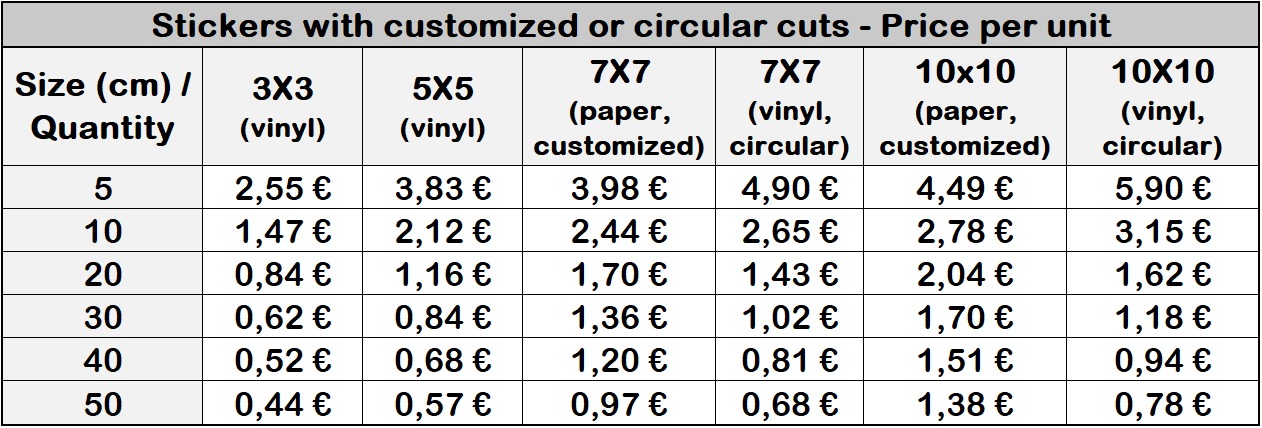 Stickers with customized or circular cuts - Price per unit
Size (cm) / Quantity 3X3 (vinyl) 5X5 (vinyl) 7X7 (paper, customized) 7X7 (vinyl, circular) 10x10 (paper, customized) 10X10 (vinyl, circular)
5 2,55 € 3,83 € 3,98 € 4,90 € 4,49 € 5,90 €
10 1,47 € 2,12 € 2,44 € 2,65 € 2,78 € 3,15 €
20 0,84 € 1,16 € 1,70 € 1,43 € 2,04 € 1,62 €
30 0,62 € 0,84 € 1,36 € 1,02 € 1,70 € 1,18 €
40 0,52 € 0,68 € 1,20 € 0,81 € 1,51 € 0,94 €
50 0,44 € 0,57 € 0,97 € 0,68 € 1,38 € 0,78 €